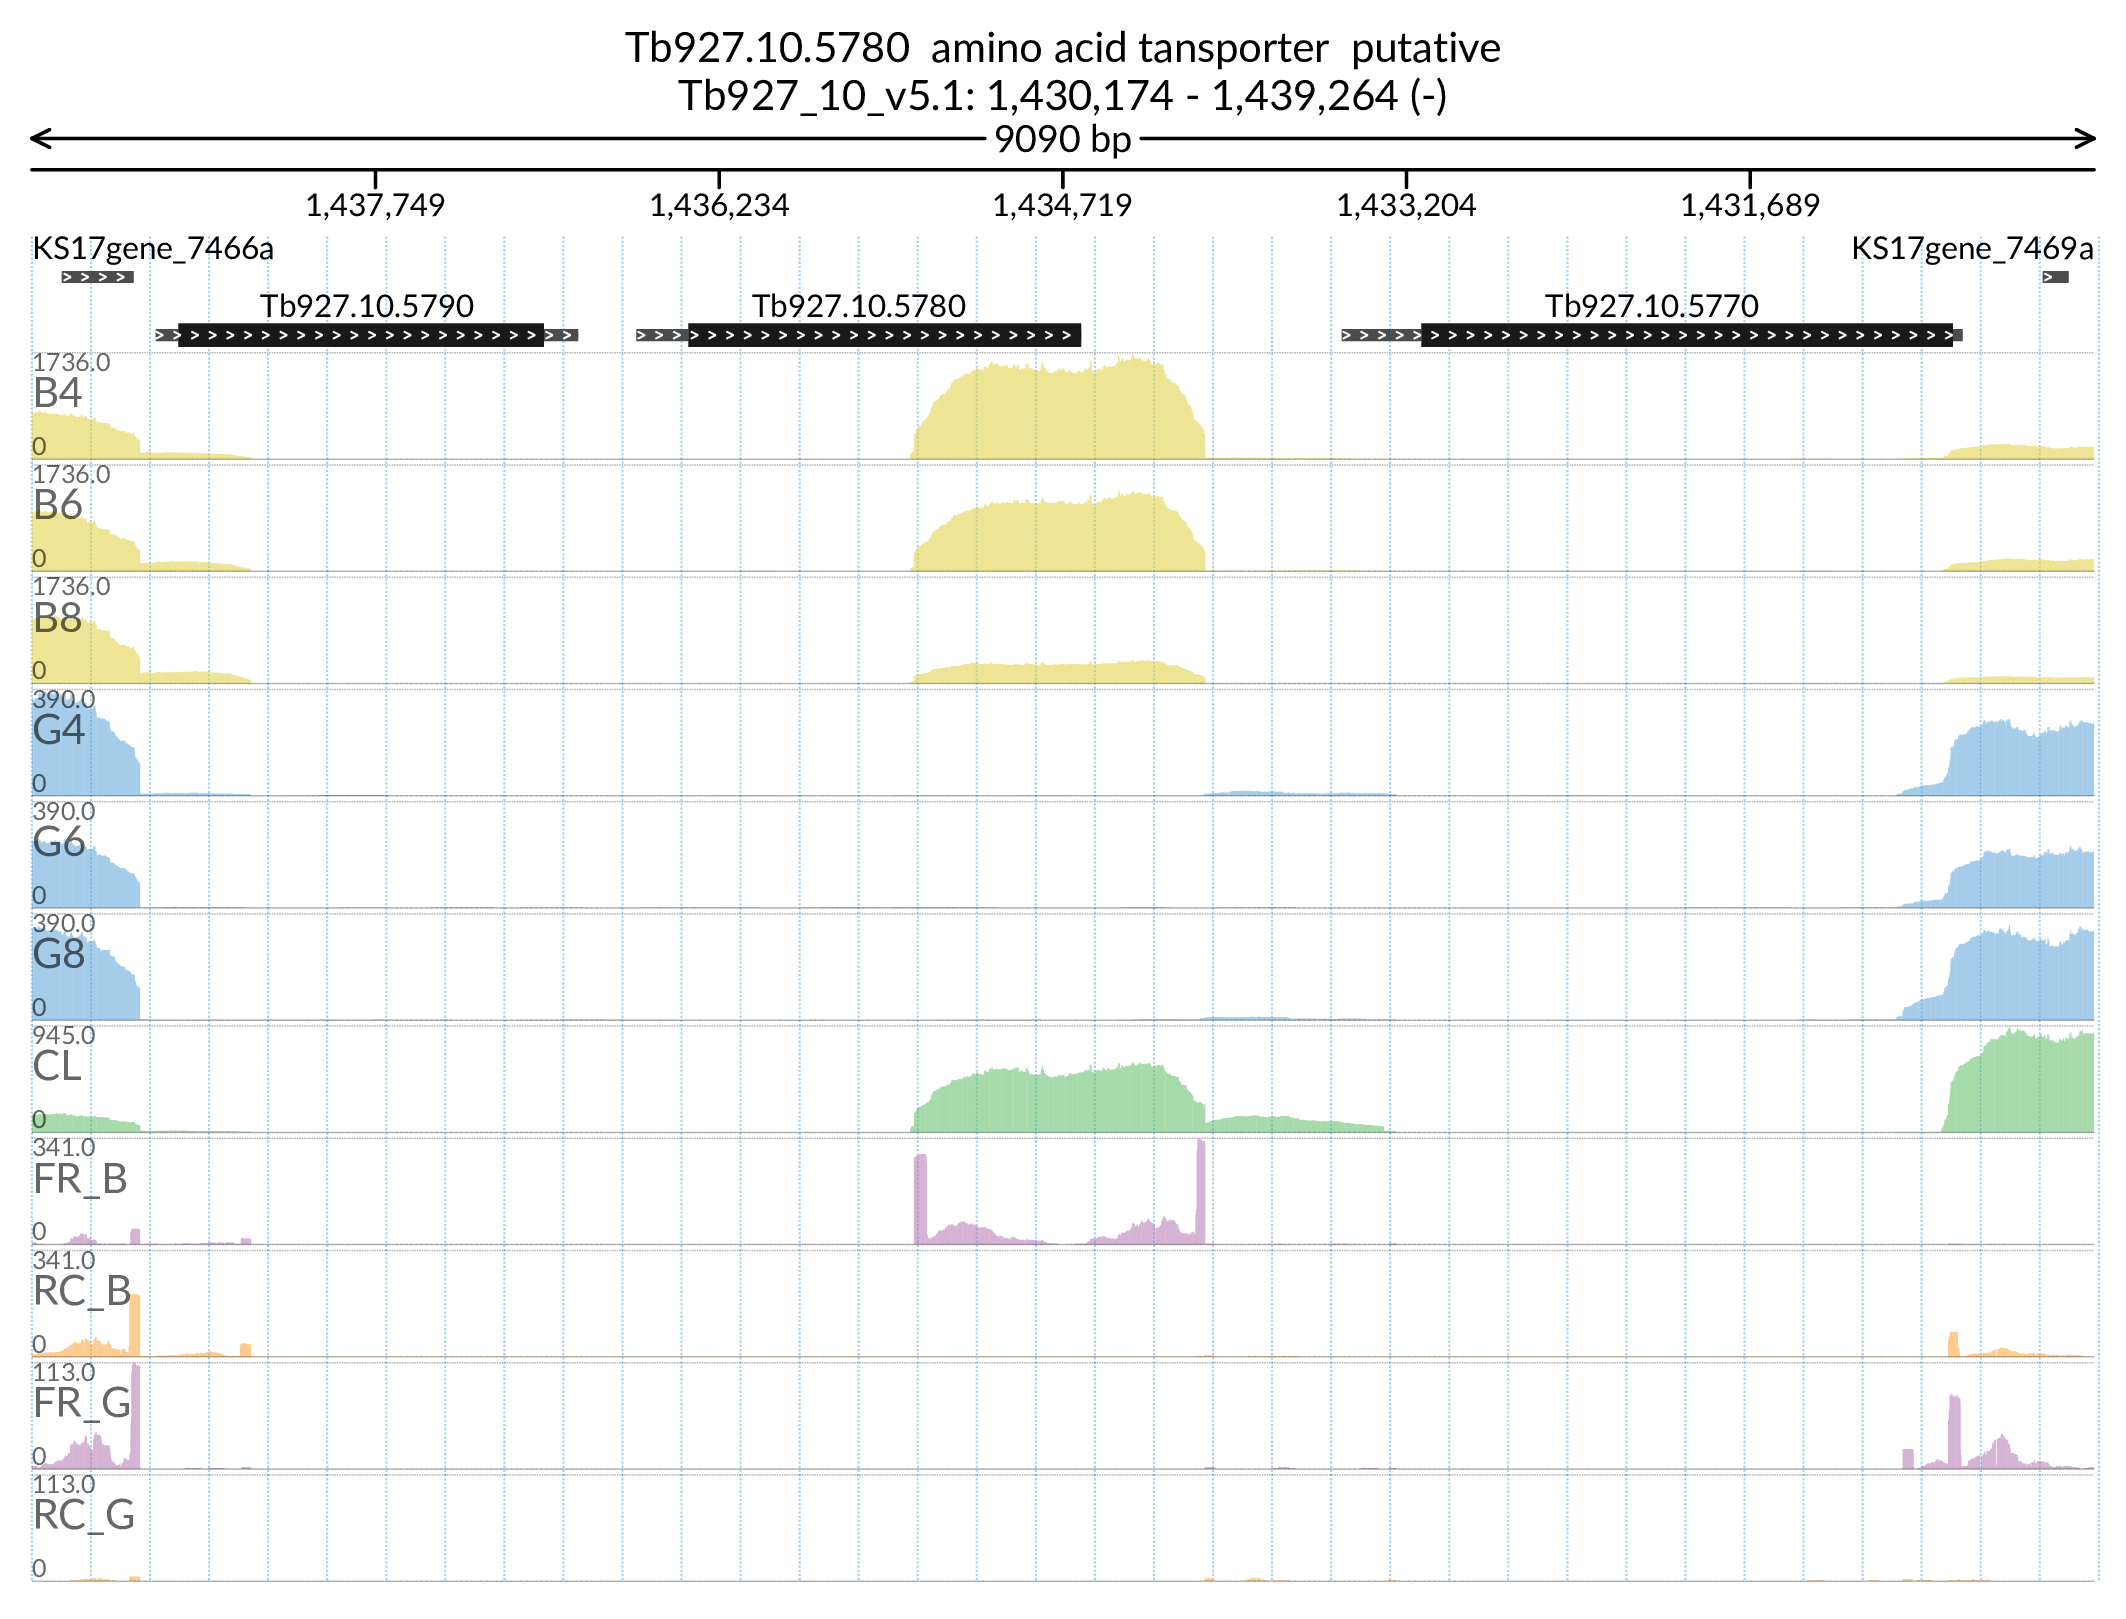 Tb927.10.5780 amino acid tansporter putative
Tb927_10_v5.1: 1,430,174 - 1,439,264 (-)
9090 bp
1,437,749 1,436,234 1,434,719 1,433,204 1,431,689
KS17gene_7466a KS17gene_7469a
Tb927.10.5790 Tb927.10.5780 Tb927.10.5770
1736.0
B4
0
1736.0
B6
0
1736.0
B8
0
390.0
G4
0
390.0
G6
0
390.0
G8
0
945.0
CL
0
341.0
FR_B
0
341.0
RC_B
0
113.0
FR_G
0
113.0
RC_G
0